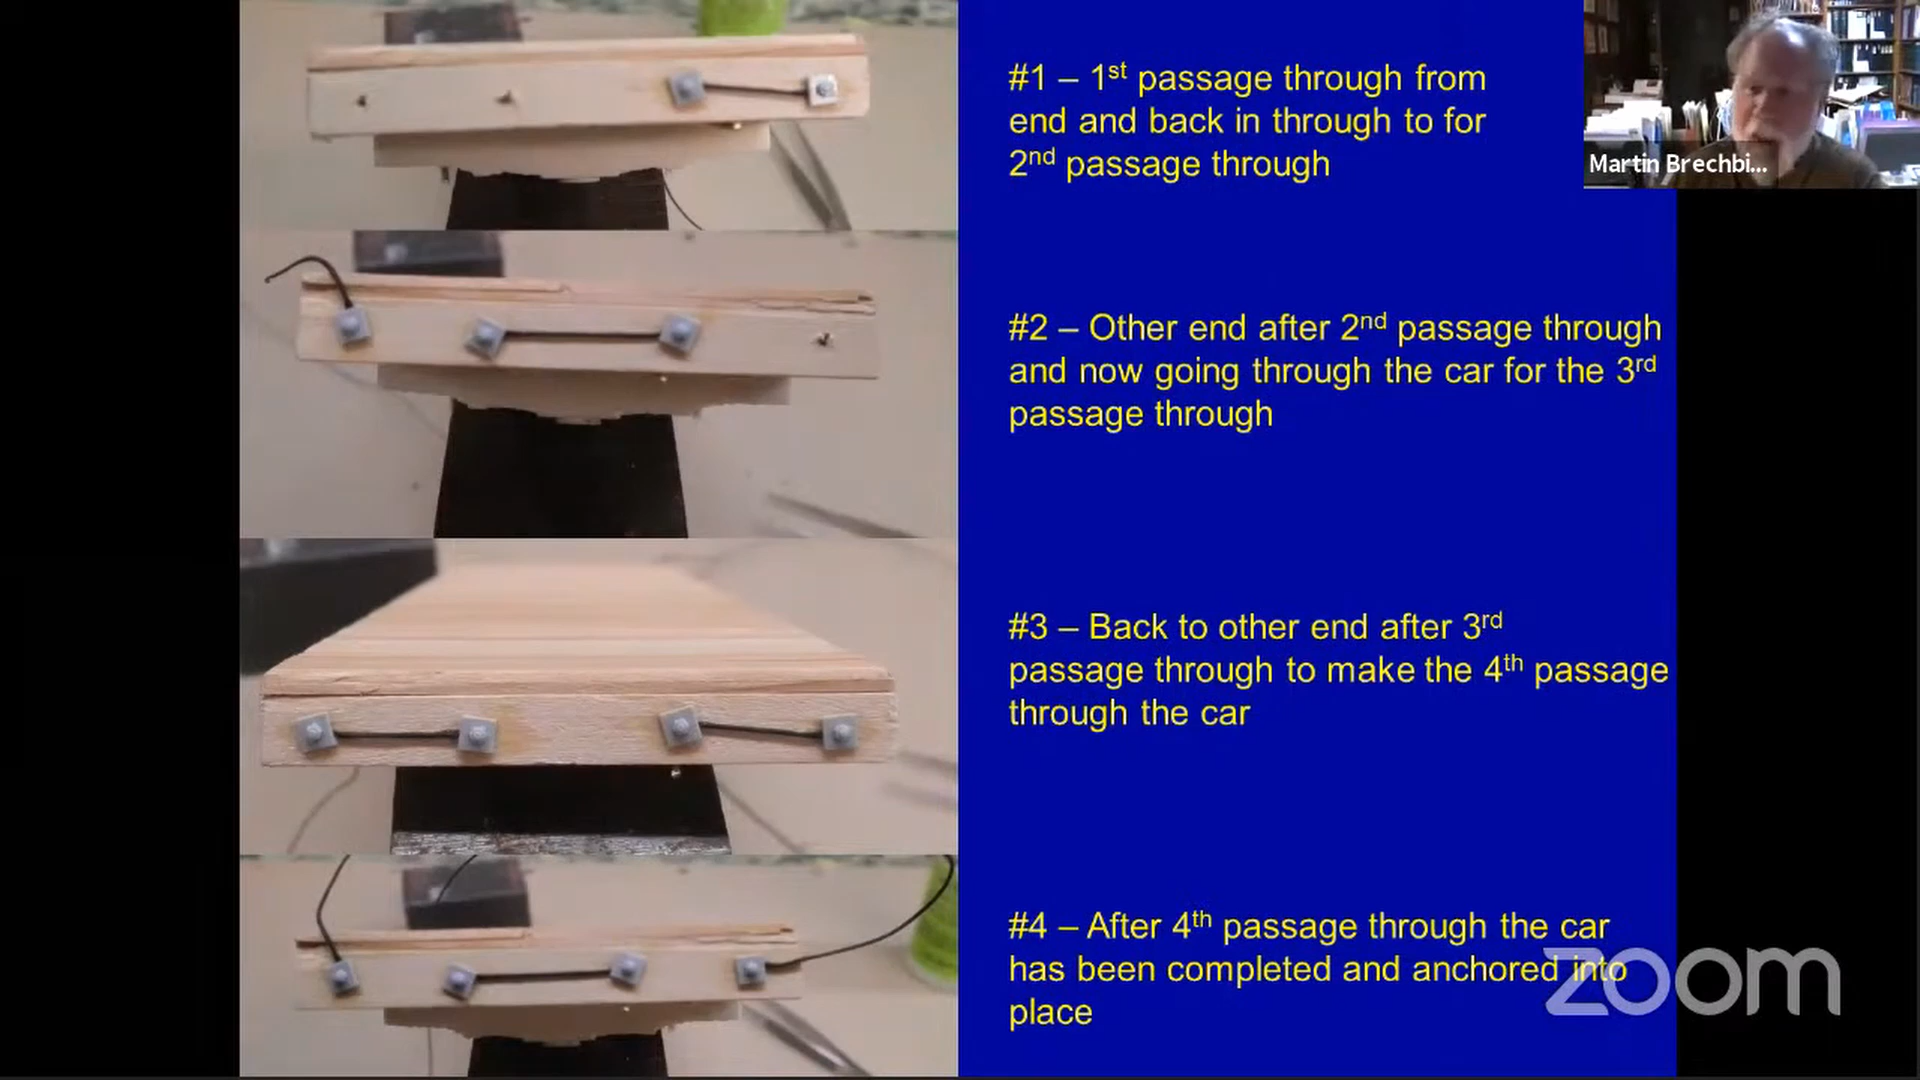 #1 – 1st passage through from
end and back in through to for
2nd passage through
Martin Brechbi...
#2 – Other end after 2nd passage through
and now going through the car for the 3rd
passage through
#3 – Back to other end after 3rd
passage through to make the 4th passage
through the car
#4 – After 4th passage through the car
has been completed and anchored into
place
zoom